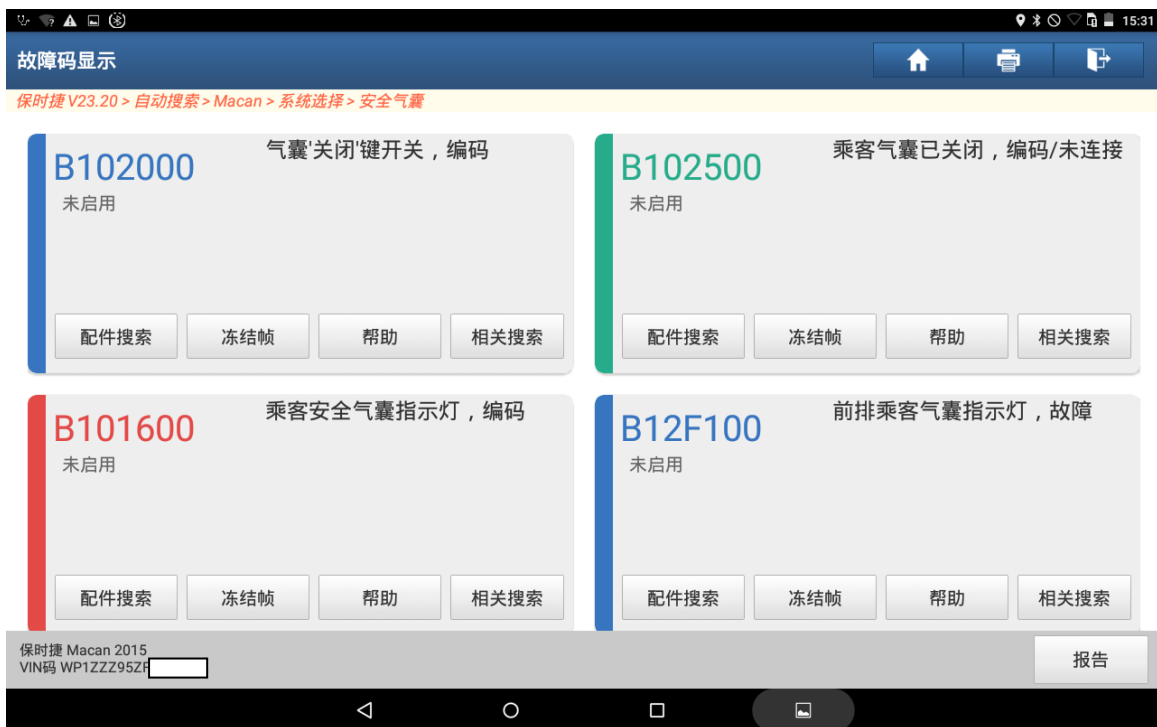 15:31
故障码显示
保时捷 V23.20 > 自动搜索 > Macan > 系统选择 > 安全气囊
B102000
气囊'关闭'键开关，编码
未启用
配件搜索 冻结帧 帮助 相关搜索
B102500
乘客气囊已关闭，编码/未连接
未启用
配件搜索 冻结帧 帮助 相关搜索
B101600
乘客安全气囊指示灯，编码
未启用
配件搜索 冻结帧 帮助 相关搜索
B12F100
前排乘客气囊指示灯，故障
未启用
配件搜索 冻结帧 帮助 相关搜索
保时捷 Macan 2015
VIN码 WP1ZZZ95ZF
报告